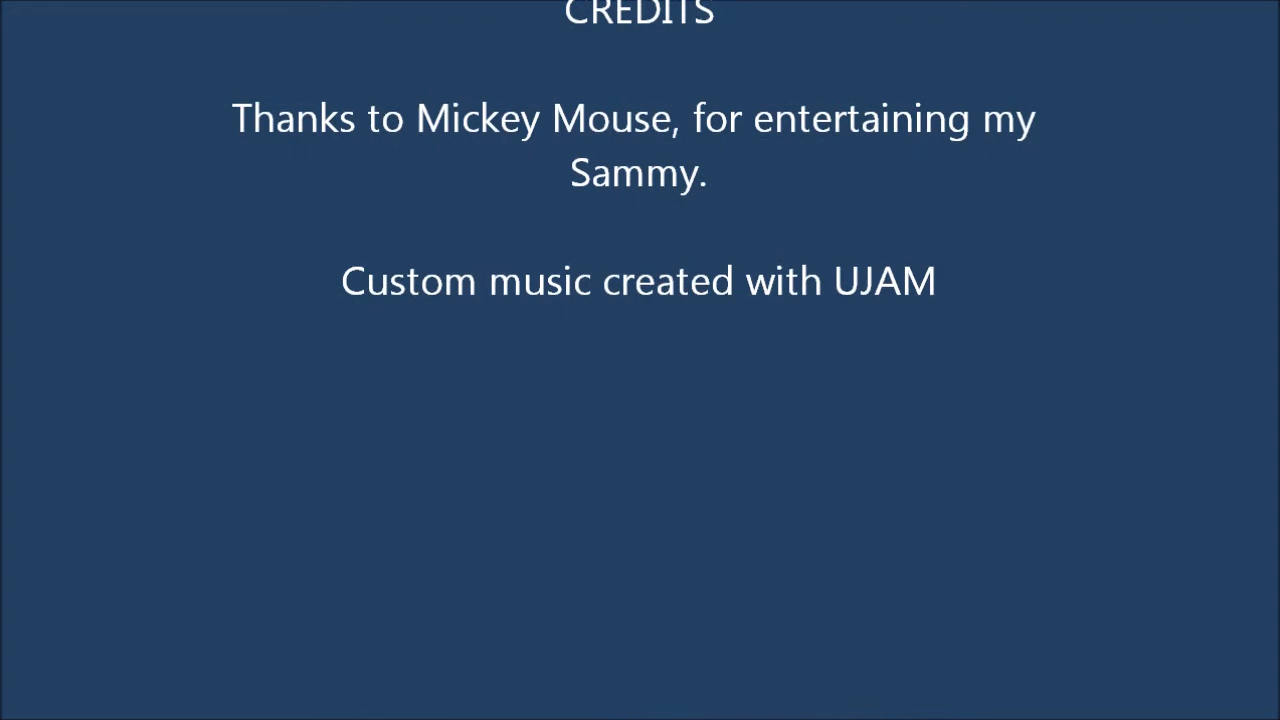 CREDITS
Thanks to Mickey Mouse, for entertaining my
Sammy.
Custom music created with UJAM